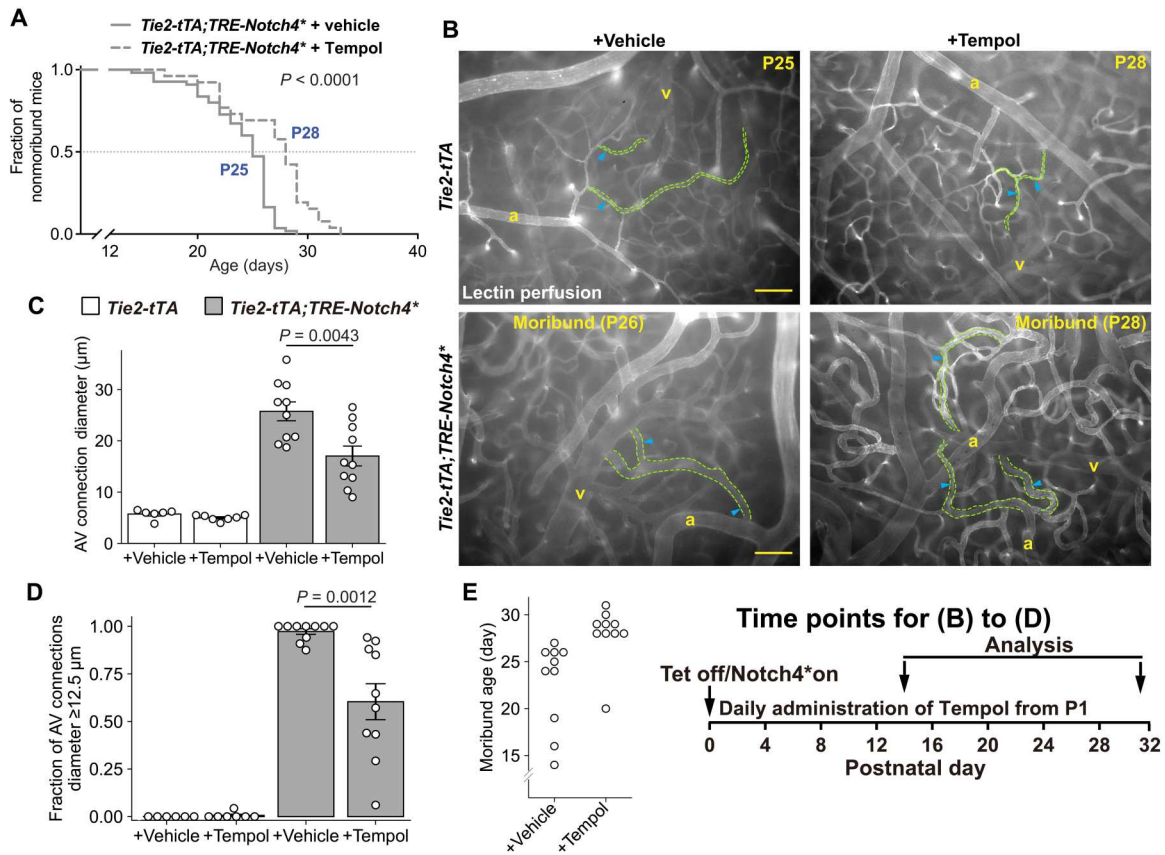 A
Tie2-tTA;TRE-Notch4* + vehicle
Tie2-tTA;TRE-Notch4* + Tempol
P < 0.0001
Fraction of
nonmoribund mice
1.0
0.5
0.0
P28
P25
12
20
30
40
Age (days)
B
+Vehicle
+Tempol
Tie2-tTA
P25
v
a
Lectin perfusion
P28
a
v
Tie2-tTA;TRE-Notch4*
Moribund (P26)
v
a
Moribund (P28)
a
v
a
C
Tie2-tTA
Tie2-tTA;TRE-Notch4*
P = 0.0043
AV connection diameter (µm)
30
20
10
0
+Vehicle +Tempol +Vehicle +Tempol
D
P = 0.0012
Fraction of AV connections
diameter ≥12.5 µm
1.00
0.75
0.50
0.25
0.00
+Vehicle +Tempol +Vehicle +Tempol
E
Moribund age (day)
30
25
20
15
+Vehicle
+Tempol
Time points for (B) to (D)
Analysis
Tet off/Notch4*on
Daily administration of Tempol from P1
0 4 8 12 16 20 24 28 32
Postnatal day